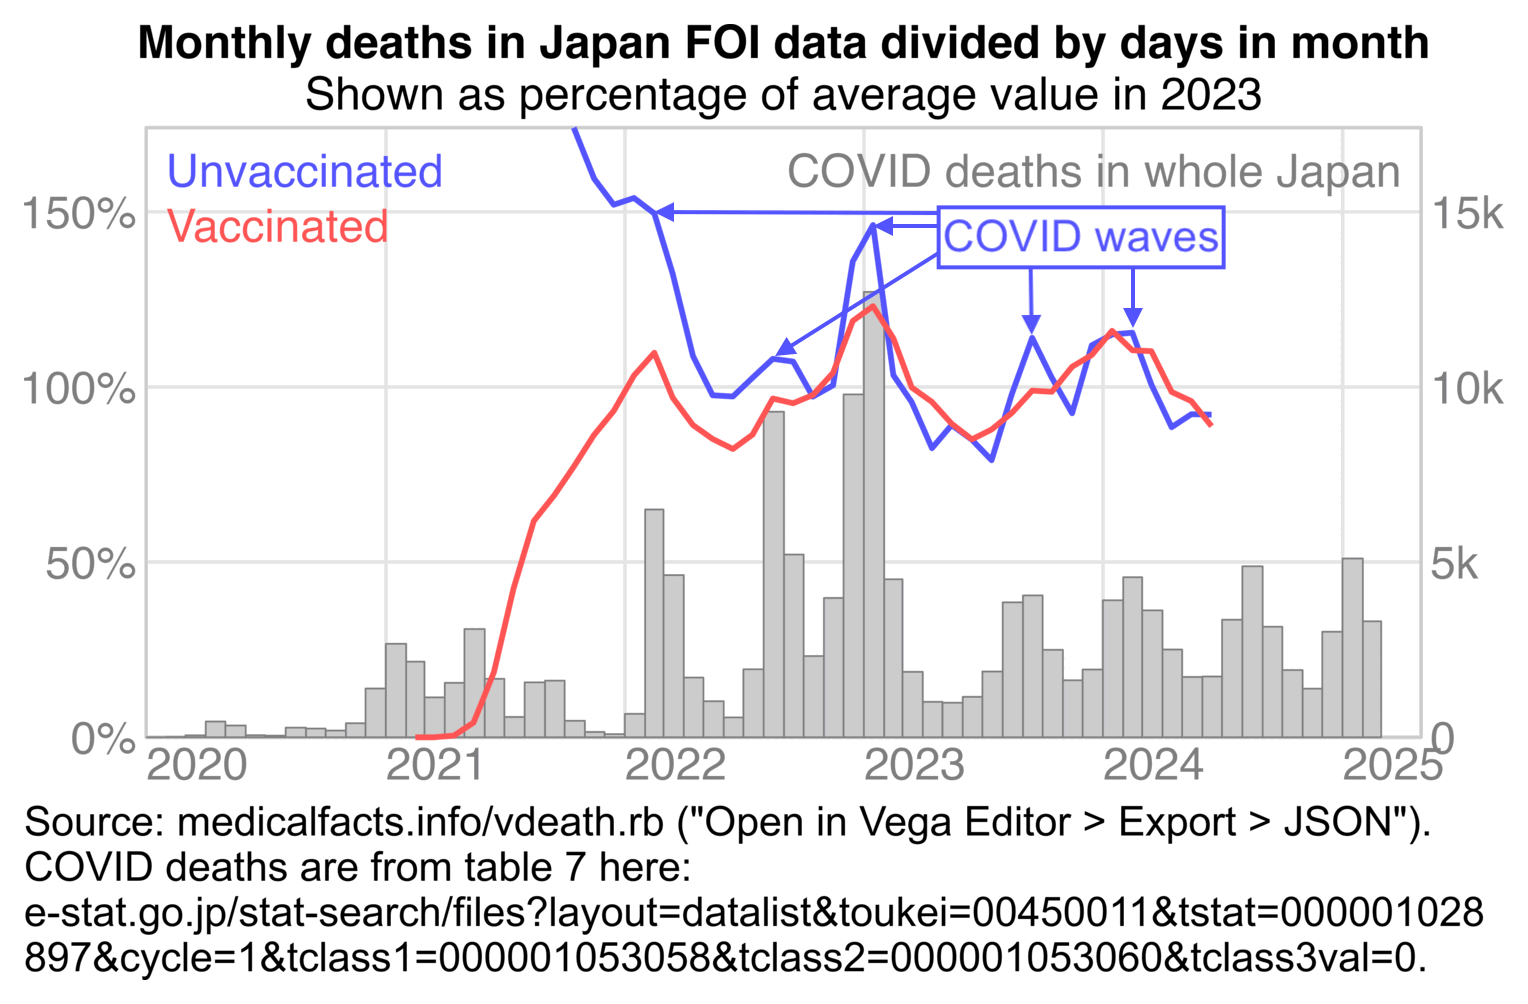 Monthly deaths in Japan FOI data divided by days in month
Shown as percentage of average value in 2023
Unvaccinated
Vaccinated
COVID deaths in whole Japan
COVID waves
150%
100%
50%
0%
15k
10k
5k
0
2020 2021 2022 2023 2024 2025
Source: medicalfacts.info/vdeath.rb ("Open in Vega Editor > Export > JSON").
COVID deaths are from table 7 here:
e-stat.go.jp/stat-search/files?layout=datalist&toukei=00450011&tstat=000001028
897&cycle=1&tclass1=000001053058&tclass2=000001053060&tclass3val=0.